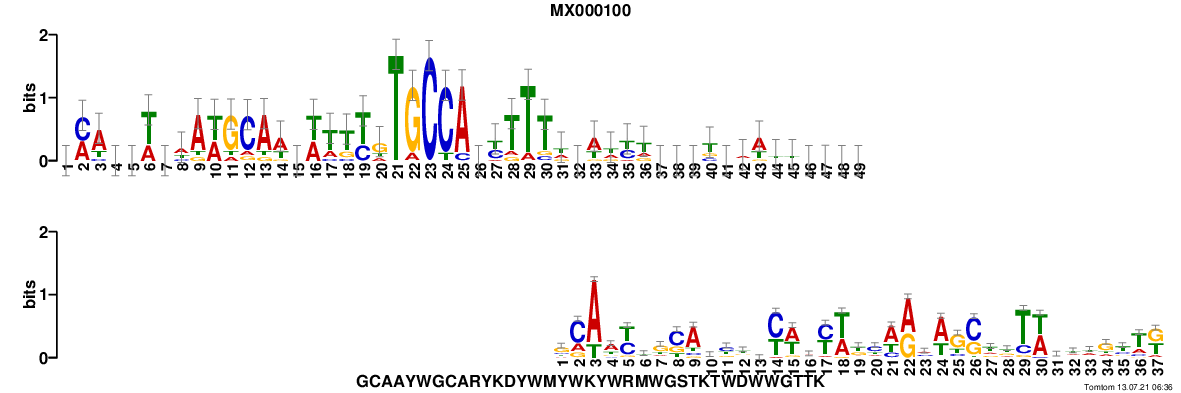 MX000100
2
1
0
bits
1 2 3 4 5 6 7 8 9 10 11 12 13 14 15 16 17 18 19 20 21 22 23 24 25 26 27 28 29 30 31 32 33 34 35 36 37 38 39 40 41 42 43 44 45 46 47 48 49
2
1
0
bits
1 2 3 4 5 6 7 8 9 10 11 12 13 14 15 16 17 18 19 20 21 22 23 24 25 26 27 28 29 30 31 32 33 34 35 36 37
GCAAYWGCARYKDYWMYWKYWRMWGSTKTWDWWGTTK
Tomtom 13.07.21 06:36